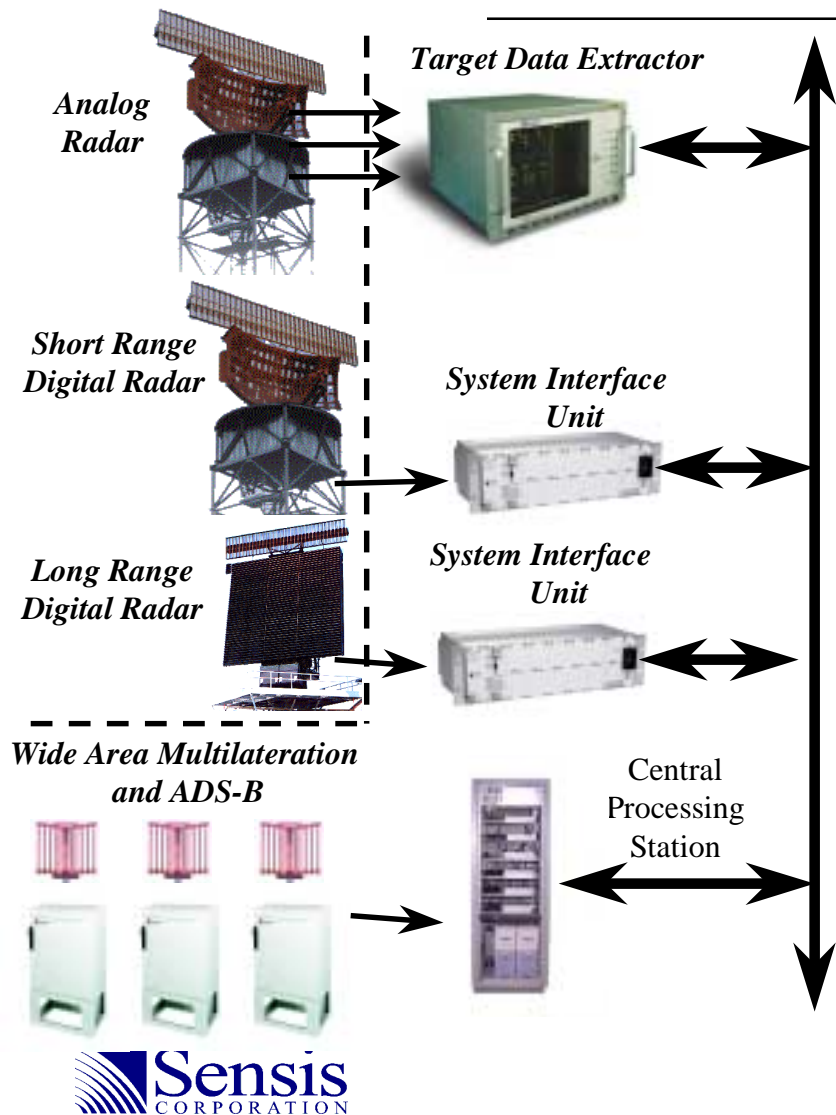 Target Data Extractor
Analog
Radar
Short Range
Digital Radar
System Interface
Unit
Long Range
Digital Radar
System Interface
Unit
Wide Area Multilateration
and ADS-B
Central
Processing
Station
Sensis
CORPORATION